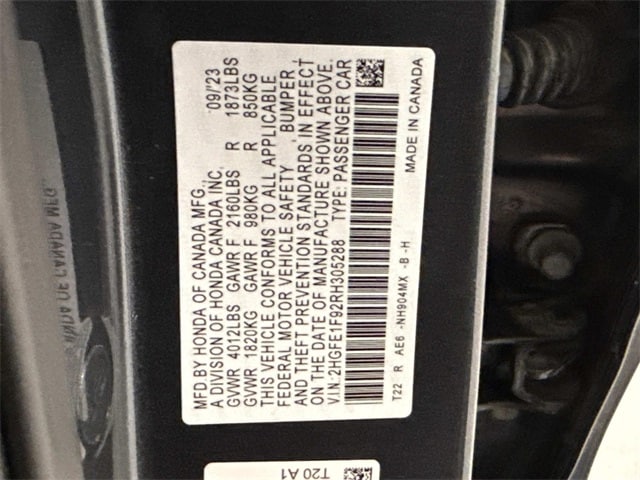 MFD BY HONDA OF CANADA MFG., 09/'23
A DIVISION OF HONDA CANADA INC.
GVWR 4012LBS GAWR F 2160LBS R 1873LBS
GVWR 1820KG GAWR F 980KG R 850KG
THIS VEHICLE CONFORMS TO ALL APPLICABLE
FEDERAL MOTOR VEHICLE SAFETY , BUMPER ,
AND THEFT PREVENTION STANDARDS IN EFFECT
ON THE DATE OF MANUFACTURE SHOWN ABOVE.
V.I.N: 2HGFE1F92RH305288 TYPE: PASSENGER CAR
T22 R AE6 -NH904MX -B -H MADE IN CANADA
T20 A1